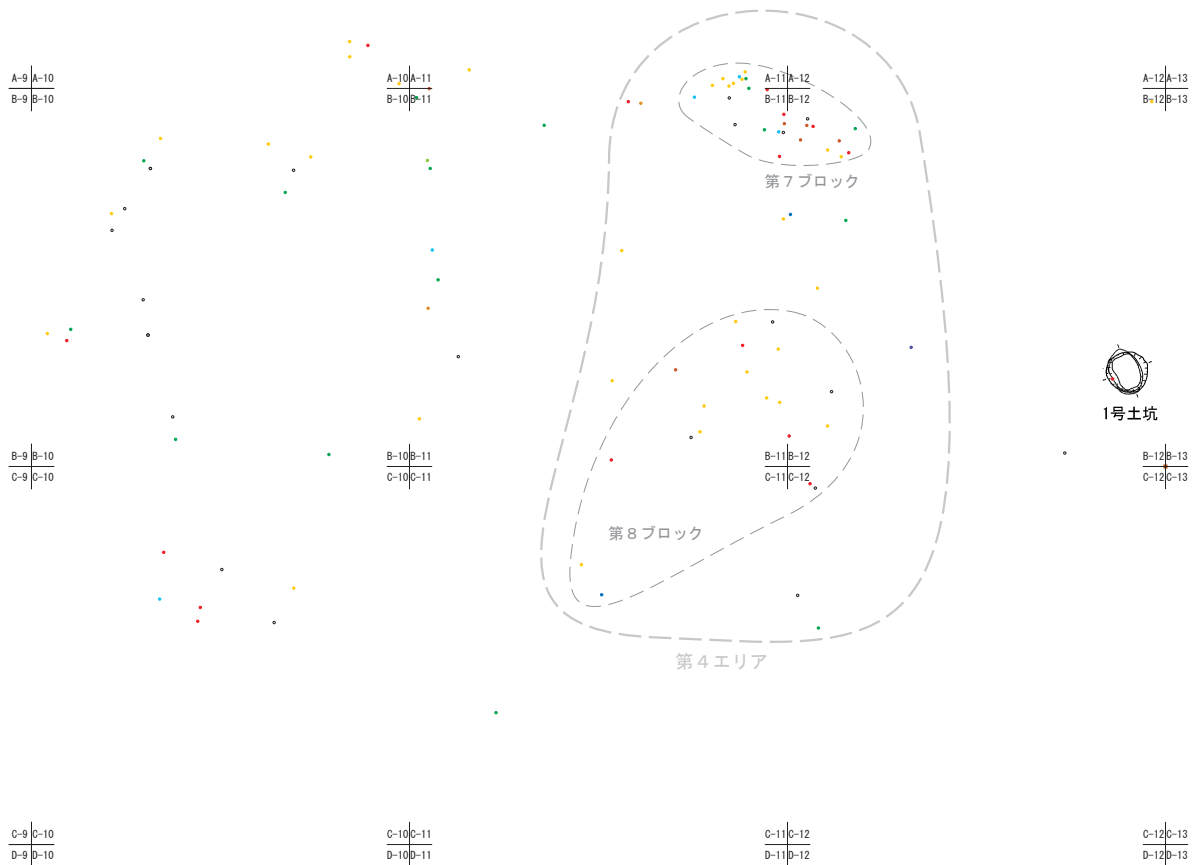 A-9 A-10
B-9 B-10
A-10 A-11
B-10 B-11
A-11 A-12
B-11 B-12
A-12 A-13
B-12 B-13
第７ブロック
1号土坑
B-9 B-10
C-9 C-10
B-10 B-11
C-10 C-11
B-11 B-12
C-11 C-12
B-12 B-13
C-12 C-13
第８ブロック
第４エリア
C-9 C-10
D-9 D-10
C-10 C-11
D-10 D-11
C-11 C-12
D-11 D-12
C-12 C-13
D-12 D-13